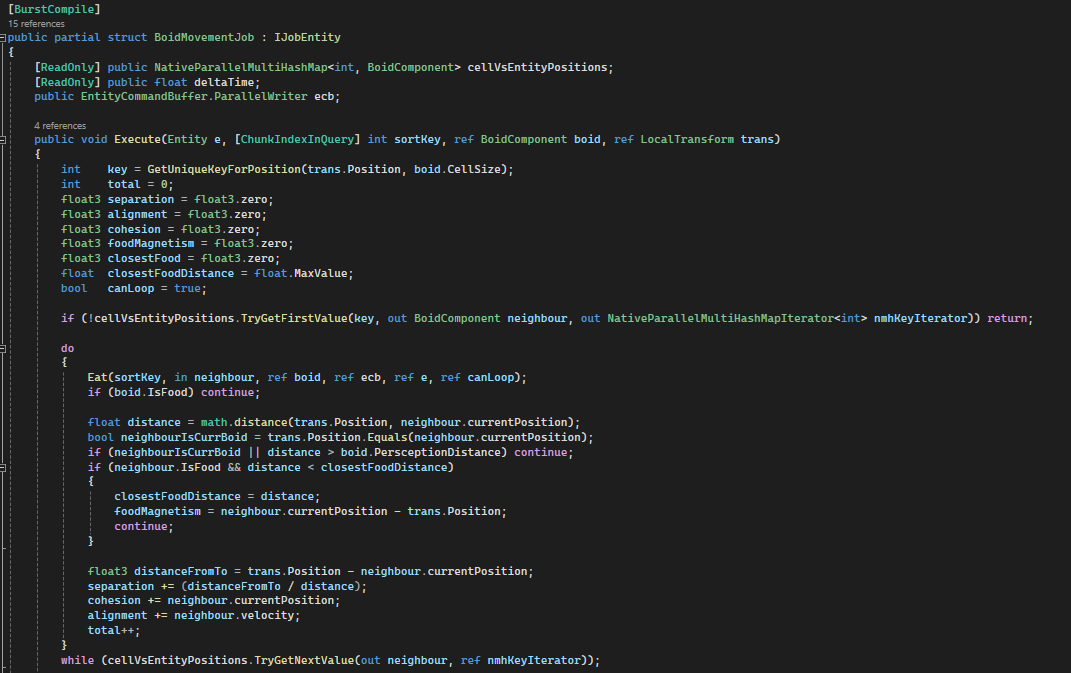 [BurstCompile]
15 references
public partial struct BoidMovementJob : IJobEntity
{
[ReadOnly] public NativeParallelMultiHashMap<int, BoidComponent> cellVsEntityPositions;
[ReadOnly] public float deltaTime;
public EntityCommandBuffer.ParallelWriter ecb;
4 references
public void Execute(Entity e, [ChunkIndexInQuery] int sortKey, ref BoidComponent boid, ref LocalTransform trans)
{
int key = GetUniqueKeyForPosition(trans.Position, boid.CellSize);
int total = 0;
float3 separation = float3.zero;
float3 alignment = float3.zero;
float3 cohesion = float3.zero;
float3 foodMagnetism = float3.zero;
float3 closestFood = float3.zero;
float closestFoodDistance = float.MaxValue;
bool canLoop = true;
if (!cellVsEntityPositions.TryGetFirstValue(key, out BoidComponent neighbour, out NativeParallelMultiHashMapIterator<int> nmhKeyIterator)) return;
do
{
Eat(sortKey, in neighbour, ref boid, ref ecb, ref e, ref canLoop);
if (boid.IsFood) continue;
float distance = math.distance(trans.Position, neighbour.currentPosition);
bool neighbourIsCurrBoid = trans.Position.Equals(neighbour.currentPosition);
if (neighbourIsCurrBoid || distance > boid.PersceptionDistance) continue;
if (neighbour.IsFood && distance < closestFoodDistance)
{
closestFoodDistance = distance;
foodMagnetism = neighbour.currentPosition - trans.Position;
continue;
}
float3 distanceFromTo = trans.Position - neighbour.currentPosition;
separation += (distanceFromTo / distance);
cohesion += neighbour.currentPosition;
alignment += neighbour.velocity;
total++;
}
while (cellVsEntityPositions.TryGetNextValue(out neighbour, ref nmhKeyIterator));